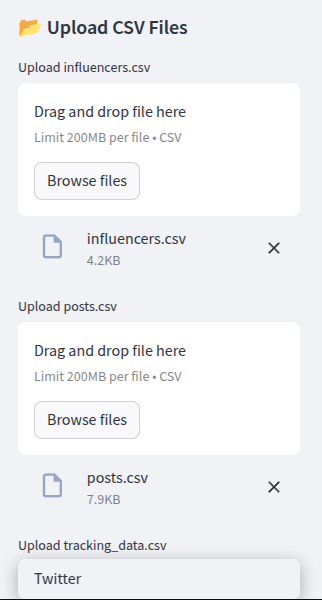 📂 Upload CSV Files
Upload influencers.csv
Drag and drop file here
Limit 200MB per file • CSV
Browse files
influencers.csv
4.2KB
Upload posts.csv
Drag and drop file here
Limit 200MB per file • CSV
Browse files
posts.csv
7.9KB
Upload tracking_data.csv
Twitter